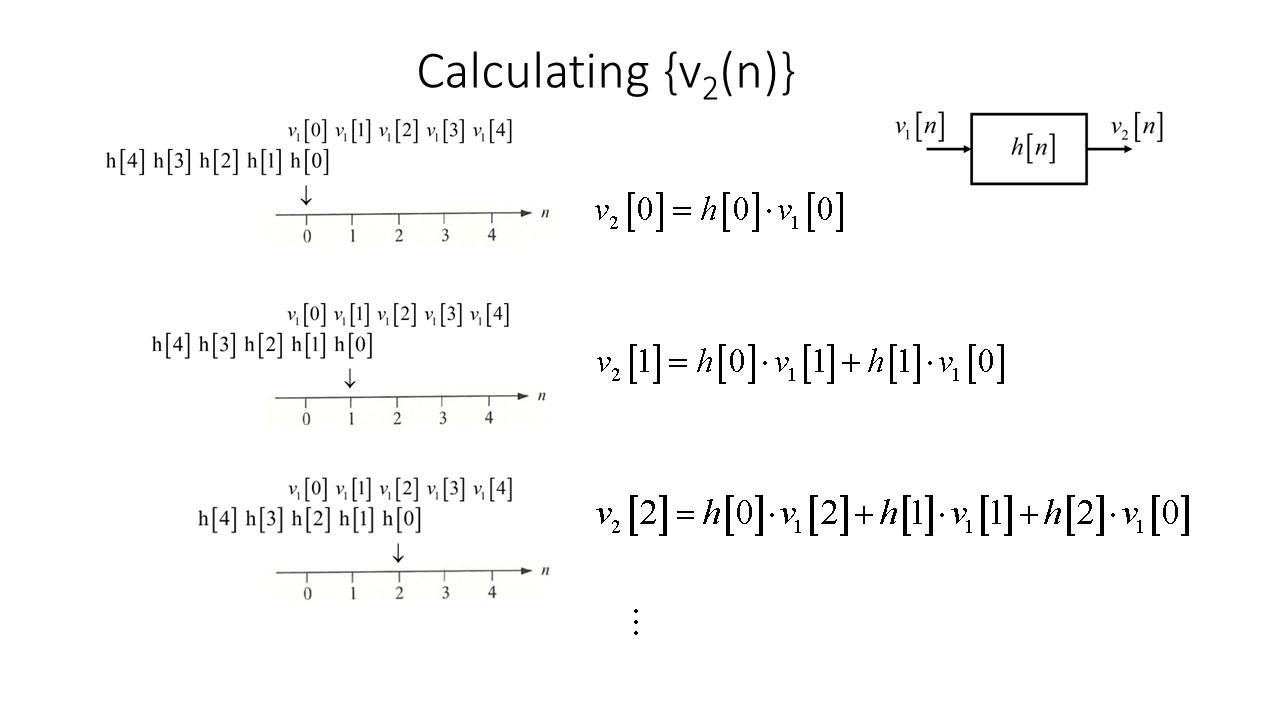 Calculating {v₂(n)}
v₁[0] v₁[1] v₁[2] v₁[3] v₁[4]
h[4] h[3] h[2] h[1] h[0]
↓
n
0 1 2 3 4
v₂[0] = h[0]·v₁[0]
v₁[n] h[n] v₂[n]
v₁[0] v₁[1] v₁[2] v₁[3] v₁[4]
h[4] h[3] h[2] h[1] h[0]
↓
n
0 1 2 3 4
v₂[1] = h[0]·v₁[1] + h[1]·v₁[0]
v₁[0] v₁[1] v₁[2] v₁[3] v₁[4]
h[4] h[3] h[2] h[1] h[0]
↓
n
0 1 2 3 4
v₂[2] = h[0]·v₁[2] + h[1]·v₁[1] + h[2]·v₁[0]
⋮